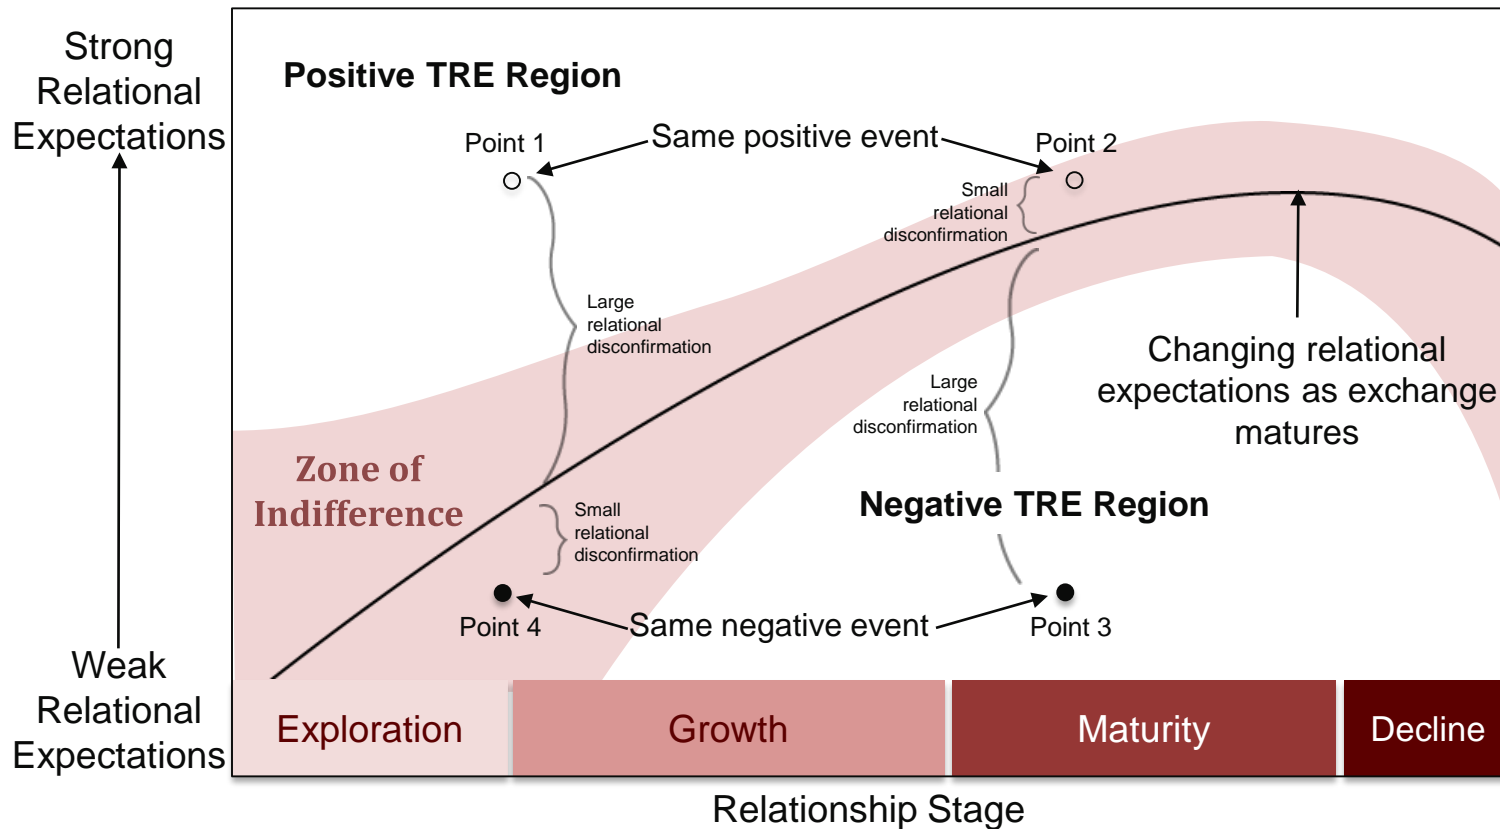 Strong
Relational
Expectations
Positive TRE Region
Point 1
Same positive event
Point 2
Small
relational
disconfirmation
Large
relational
disconfirmation
Changing relational
expectations as exchange
matures
Large
relational
disconfirmation
Zone of
Indifference
Negative TRE Region
Small
relational
disconfirmation
Point 4
Same negative event
Point 3
Weak
Relational
Expectations
Exploration
Growth
Maturity
Decline
Relationship Stage